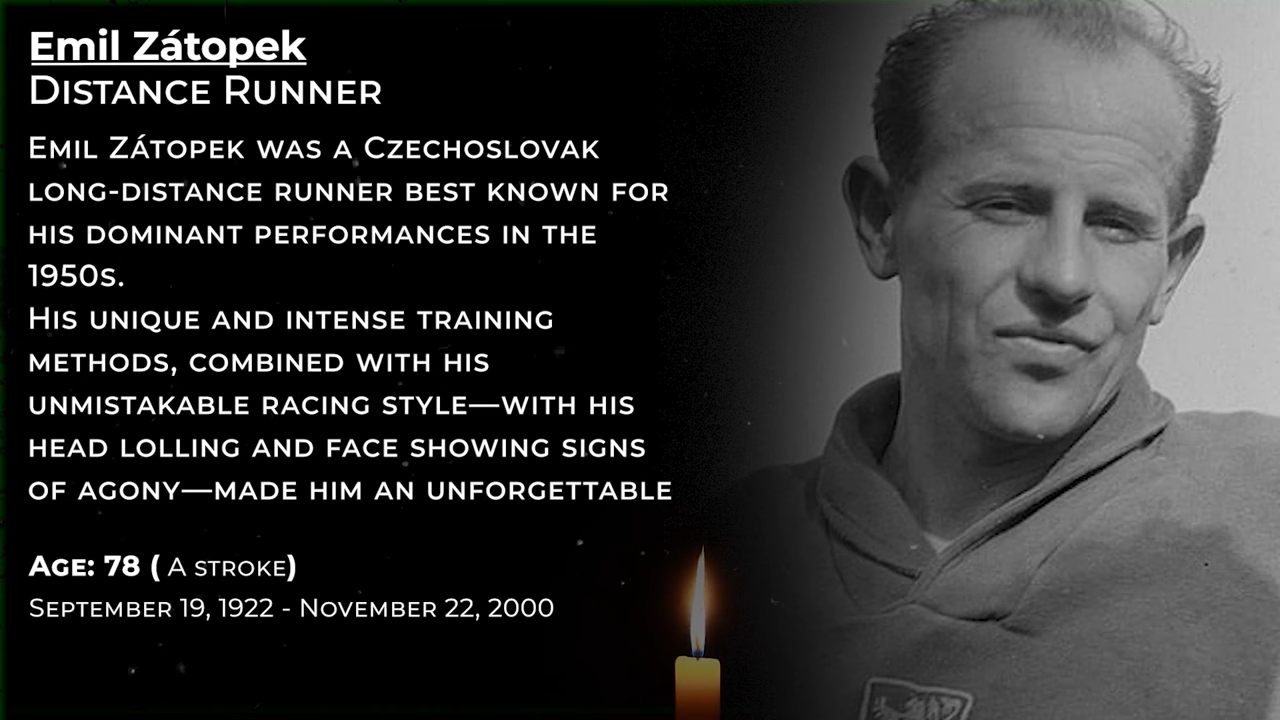 Emil Zátopek
Distance Runner
Emil Zátopek was a Czechoslovak
long-distance runner best known for
his dominant performances in the
1950s.
His unique and intense training
methods, combined with his
unmistakable racing style—with his
head lolling and face showing signs
of agony—made him an unforgettable
Age: 78 ( A stroke)
September 19, 1922 - November 22, 2000